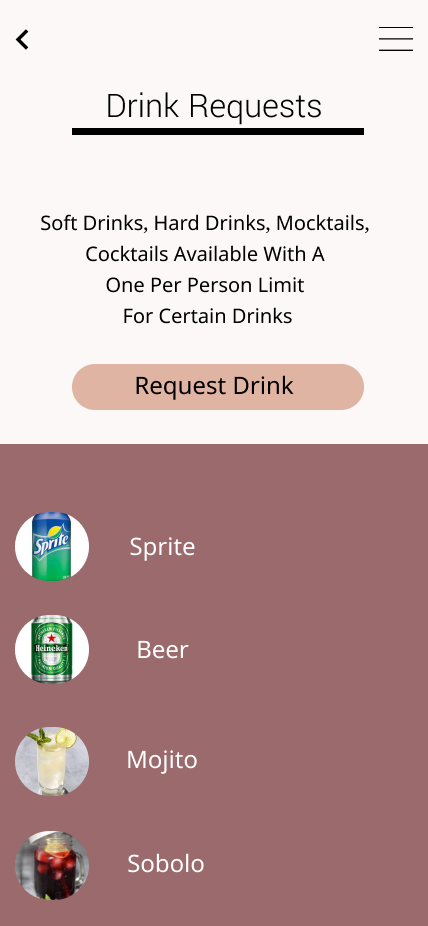 Drink Requests
Soft Drinks, Hard Drinks, Mocktails,
Cocktails Available With A
One Per Person Limit
For Certain Drinks
Request Drink
Sprite
Sprite
Heineken
Beer
Mojito
Sobolo